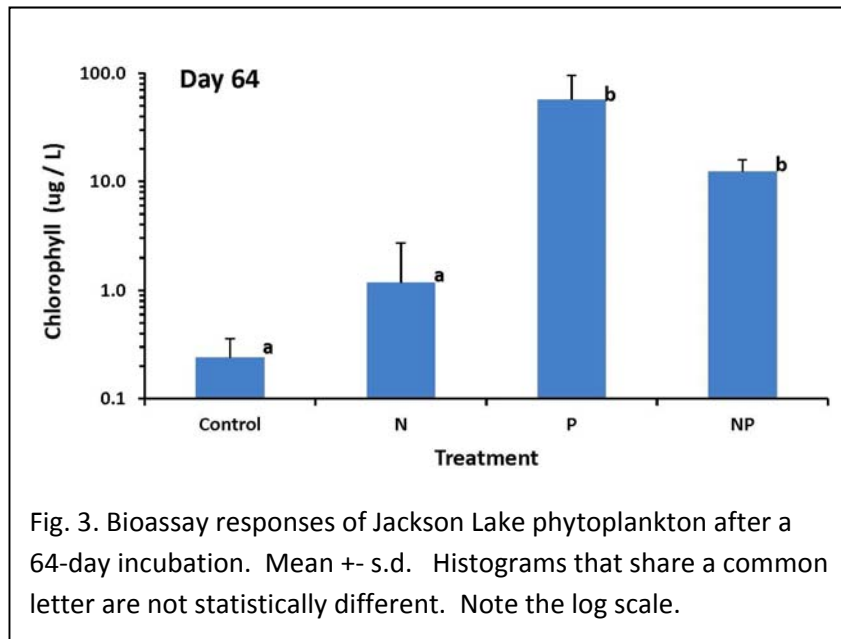 Day 64
Chlorophyll (ug / L)
100.0
10.0
1.0
0.1
a
a
b
b
Control N P NP
Treatment
Fig. 3. Bioassay responses of Jackson Lake phytoplankton after a
64-day incubation. Mean +- s.d. Histograms that share a common
letter are not statistically different. Note the log scale.